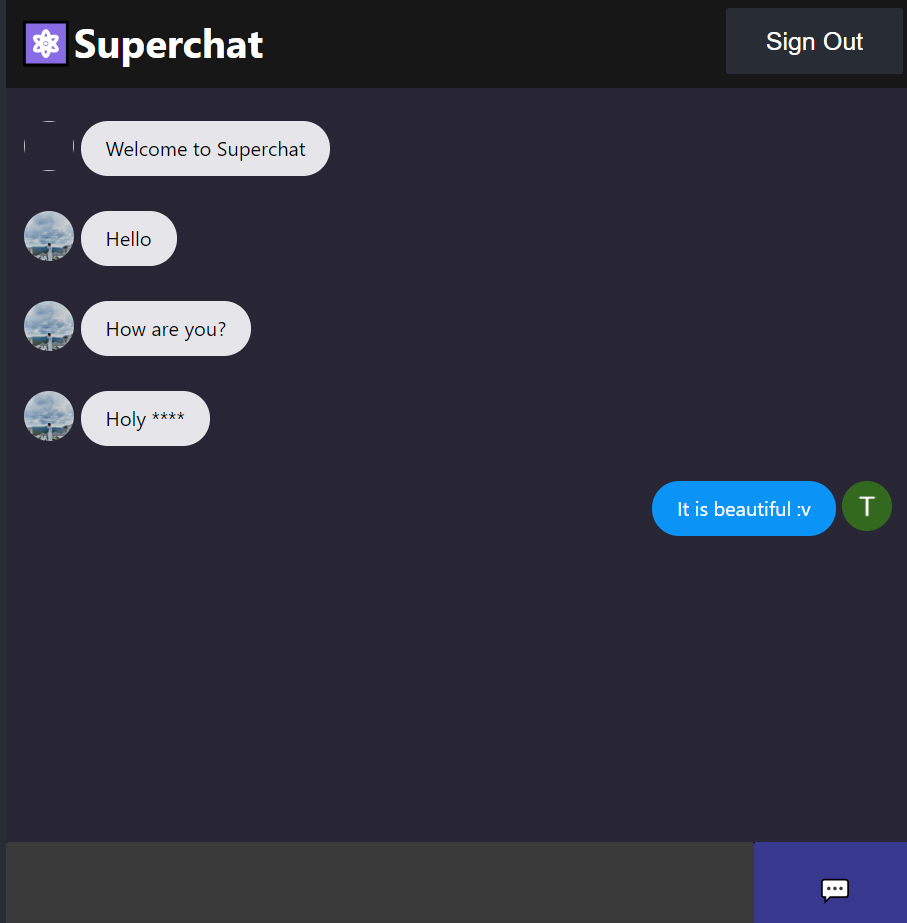 Superchat
Sign Out
Welcome to Superchat
Hello
How are you?
Holy ****
It is beautiful :v
T